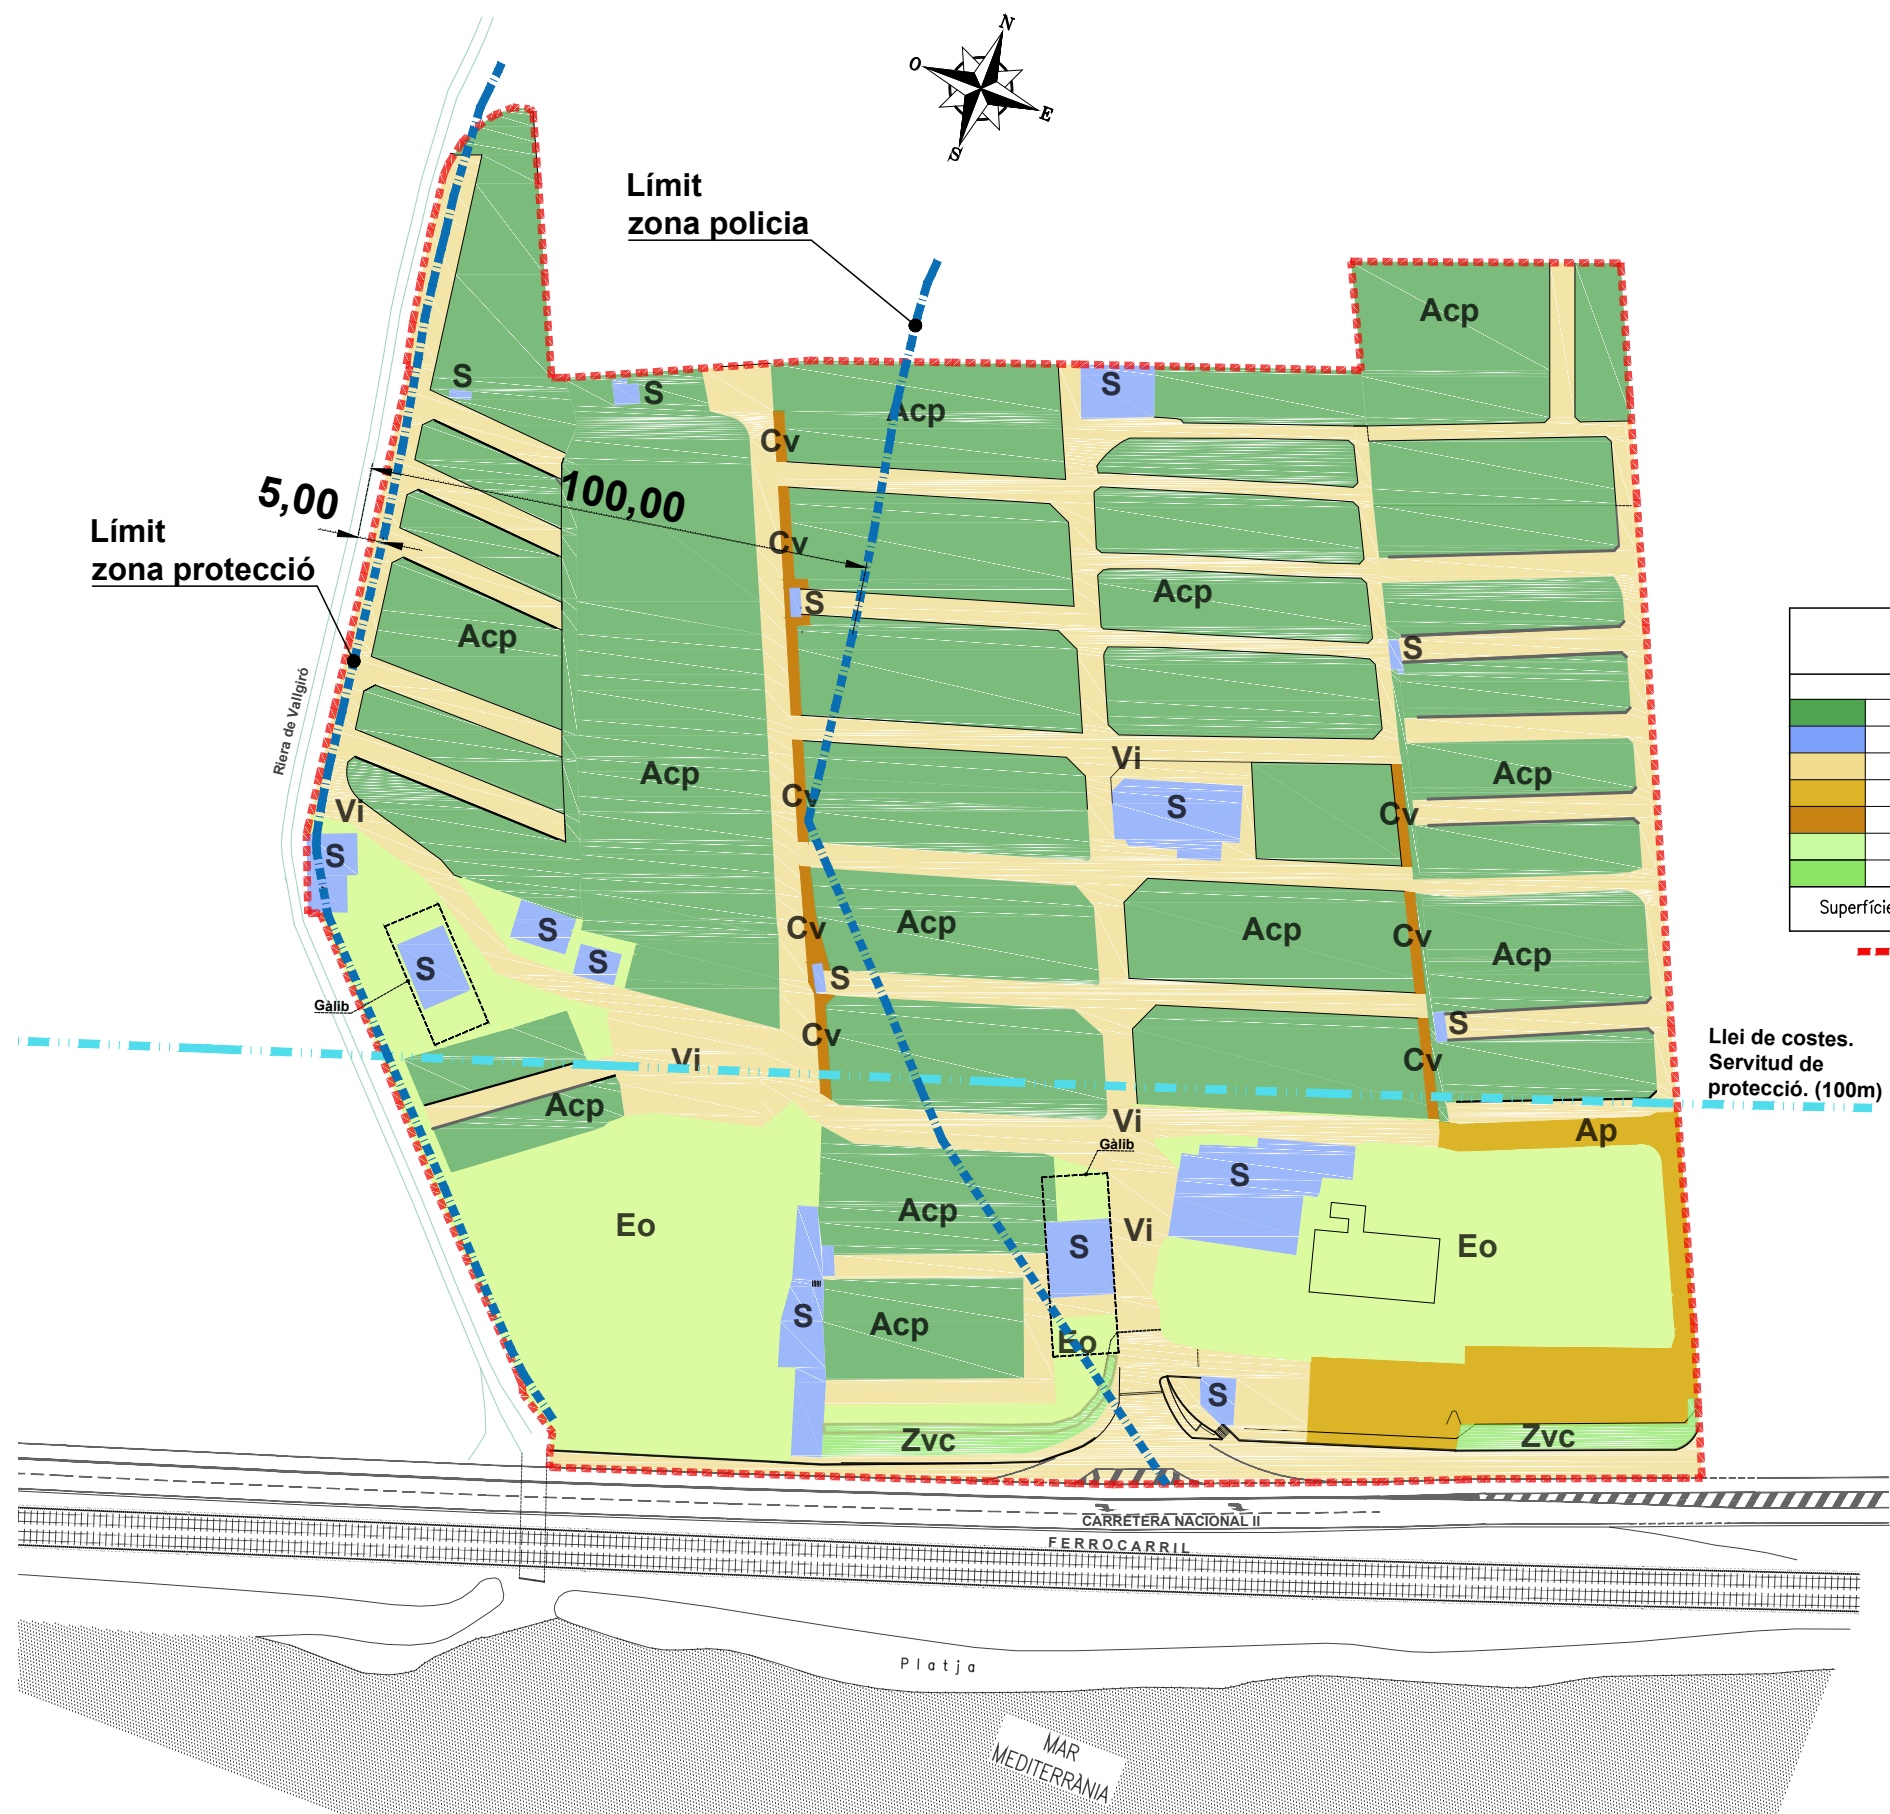 N
O
E
S
Límit
zona policia
Acp
S
S
S
Acp
Cv
5,00
100,00
Límit
zona protecció
Cv
S
Acp
Acp
S
Riera de Vallgiró
Acp
Vi
Acp
Cv
Vi
S
Cv
S
Acp
Cv
Acp
Cv
Acp
S
S
S
S
Gàlib
Superfície
S
Cv
Cv
Vi
Llei de costes.
Servitud de
protecció. (100m)
Acp
Vi
Ap
Gàlib
S
Acp
Eo
Vi
S
Eo
S
Acp
Eo
S
Zvc
Zvc
CARRETERA NACIONAL II
FERROCARRIL
Platja
MAR
MEDITERRÀNIA